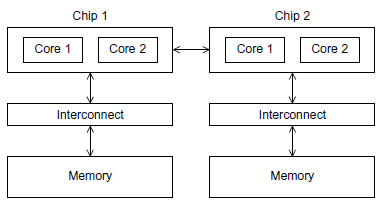 Chip 1 Chip 2
Core 1 Core 2 Core 1 Core 2
Interconnect Interconnect
Memory Memory